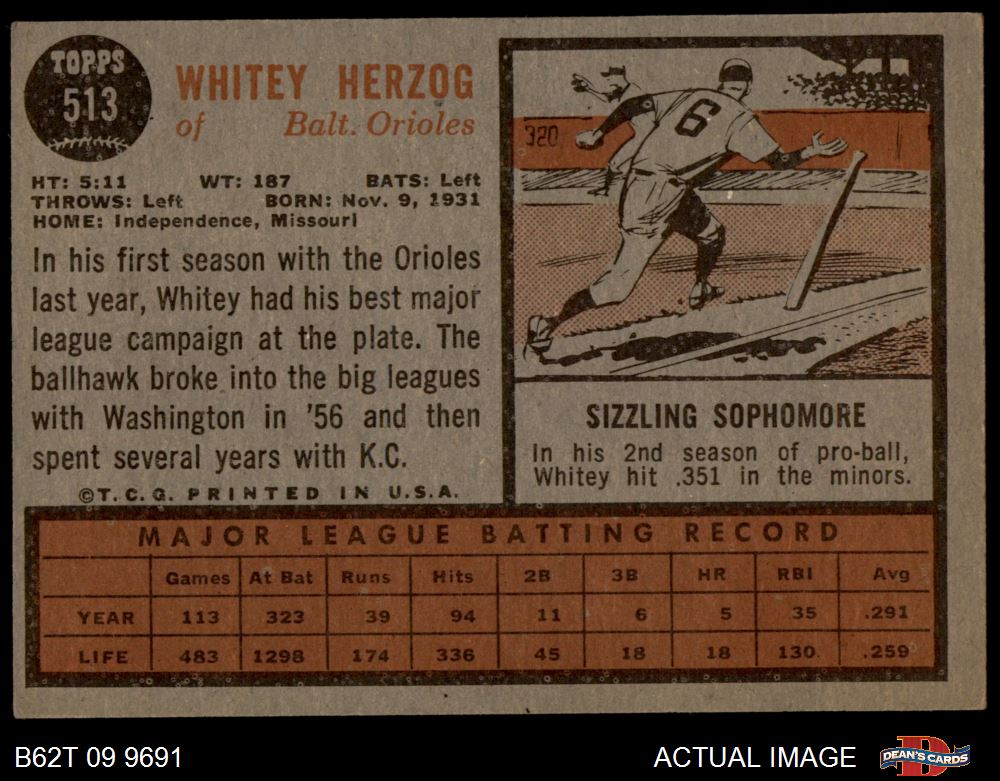 TOPPS
513
WHITEY HERZOG
of Balt. Orioles
HT: 5:11 WT: 187 BATS: Left
THROWS: Left BORN: Nov. 9, 1931
HOME: Independence, Missouri
In his first season with the Orioles
last year, Whitey had his best major
league campaign at the plate. The
ballhawk broke into the big leagues
with Washington in '56 and then
spent several years with K.C.
©T.C.G. PRINTED IN U.S.A.
320
6
SIZZLING SOPHOMORE
In his 2nd season of pro-ball,
Whitey hit .351 in the minors.
MAJOR LEAGUE BATTING RECORD
Games At Bat Runs Hits 2B 3B HR RBI Avg
YEAR 113 323 39 94 11 6 5 35 .291
LIFE 483 1298 174 336 45 18 18 130 .259
B62T 09 9691 ACTUAL IMAGE
D
DEAN'S CARDS